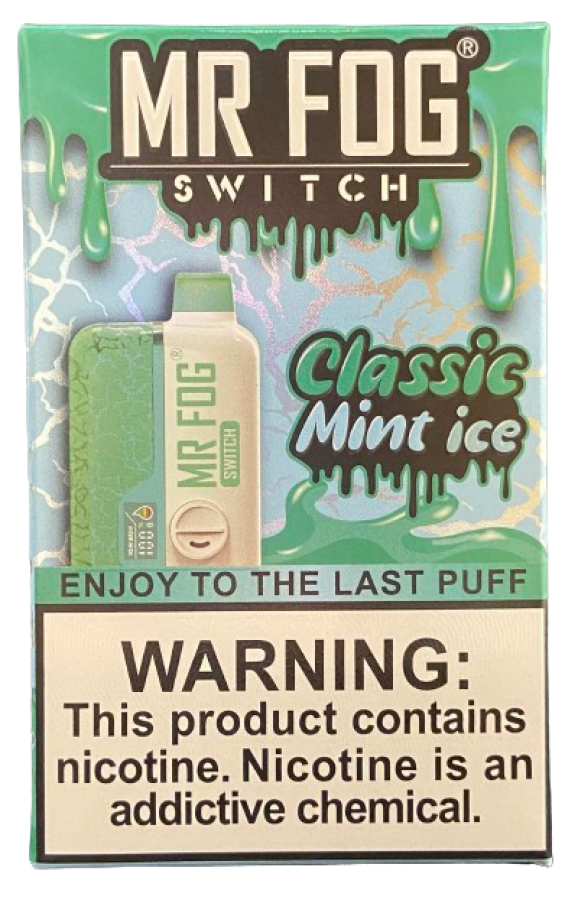 MR FOG®
SWITCH
Classic
Mint ice
MR FOG®
SWITCH
100%
ENJOY TO THE LAST PUFF
WARNING:
This product contains
nicotine. Nicotine is an
addictive chemical.